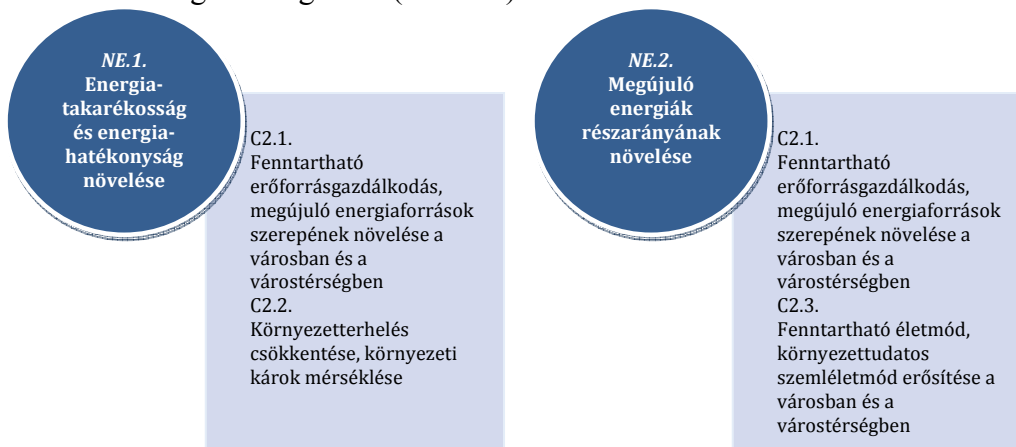 NE.1.
Energia-
takarékosság
és energia-
hatékonyság
növelése
C2.1.
Fenntartható
erőforrásgazdálkodás,
megújuló energiaforrások
szerepének növelése a
városban és a
várostérségben
C2.2.
Környezetterhelés
csökkentése, környezeti
károk mérséklése
NE.2.
Megújuló
energiák
részarányának
növelése
C2.1.
Fenntartható
erőforrásgazdálkodás,
megújuló energiaforrások
szerepének növelése a
városban és a
várostérségben
C2.3.
Fenntartható életmód,
környezettudatos
szemléletmód erősítése a
városban és a
várostérségben